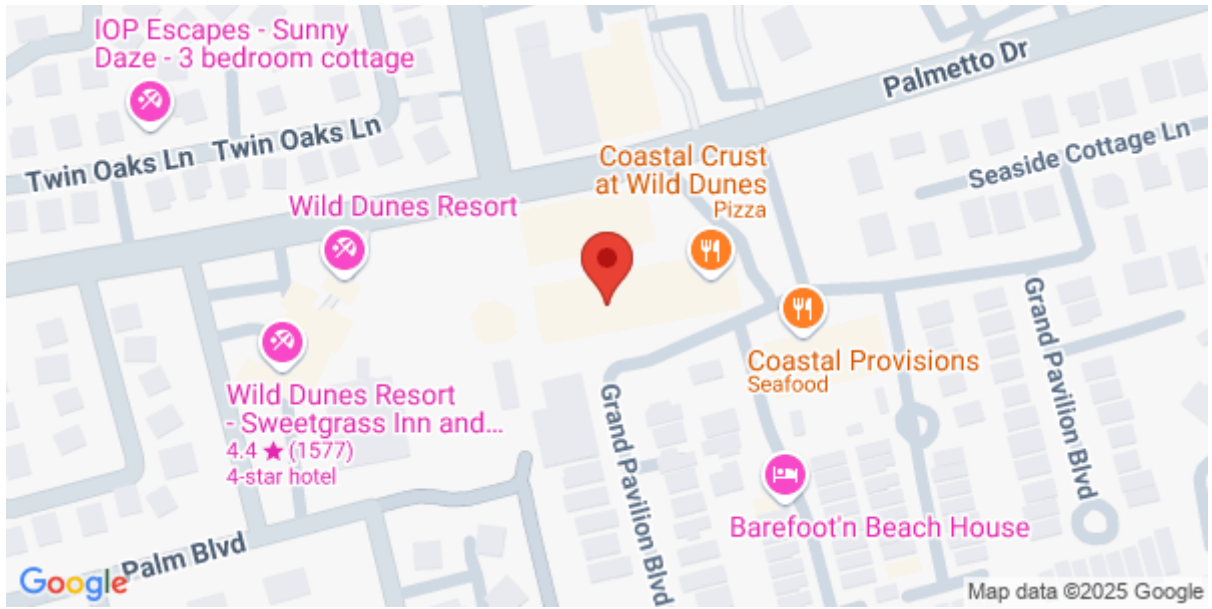 IOP Escapes - Sunny
Daze - 3 bedroom cottage
Palmetto Dr
Twin Oaks Ln
Twin Oaks Ln
Coastal Crust
at Wild Dunes
Pizza
Seaside Cottage Ln
Wild Dunes Resort
Wild Dunes Resort
- Sweetgrass Inn and...
4.4 ★ (1577)
4-star hotel
Coastal Provisions
Seafood
Grand Pavilion Blvd
Grand Pavilion Blvd
Barefoot'n Beach House
Palm Blvd
Google
Map data ©2025 Google